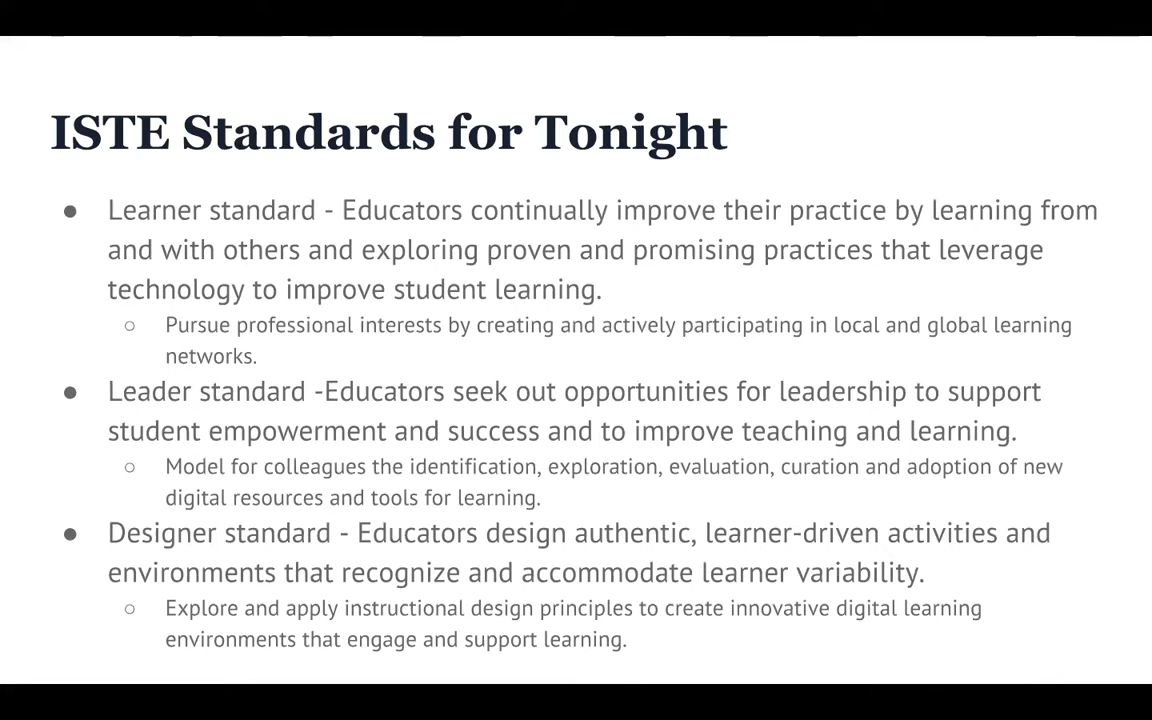 ISTE Standards for Tonight
● Learner standard - Educators continually improve their practice by learning from
and with others and exploring proven and promising practices that leverage
technology to improve student learning.
○ Pursue professional interests by creating and actively participating in local and global learning
networks.
● Leader standard -Educators seek out opportunities for leadership to support
student empowerment and success and to improve teaching and learning.
○ Model for colleagues the identification, exploration, evaluation, curation and adoption of new
digital resources and tools for learning.
● Designer standard - Educators design authentic, learner-driven activities and
environments that recognize and accommodate learner variability.
○ Explore and apply instructional design principles to create innovative digital learning
environments that engage and support learning.